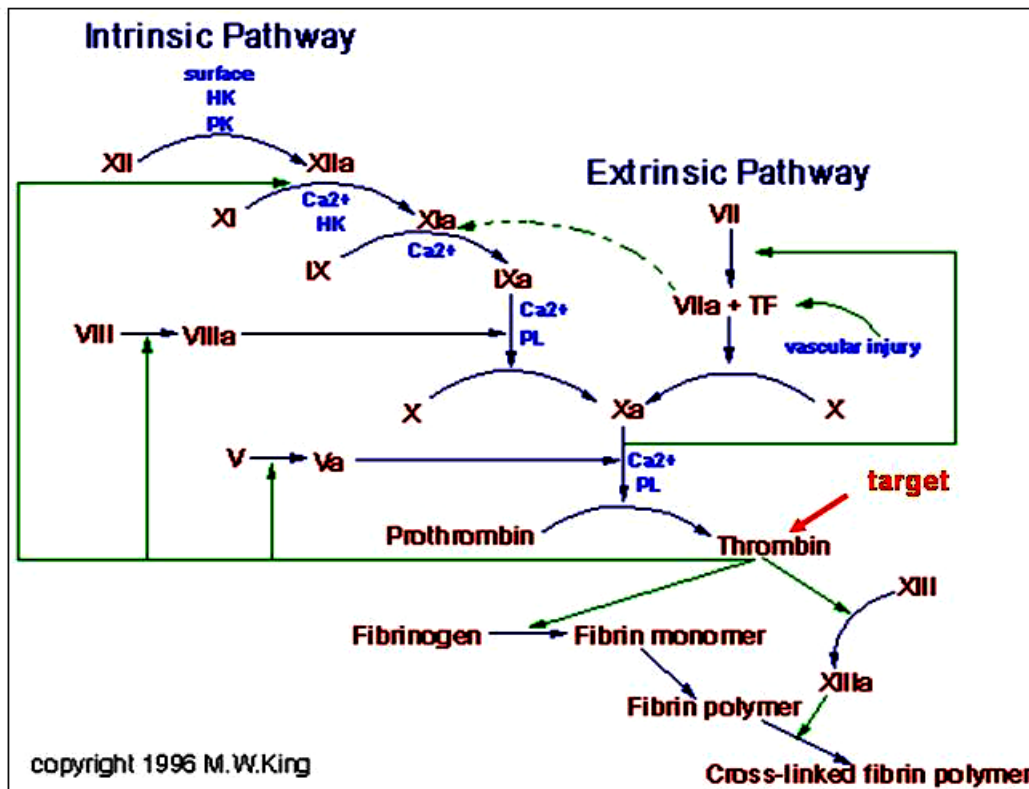 Intrinsic Pathway
surface
HK
PK
XII
XIIa
Extrinsic Pathway
XI
Ca2+
HK
XIa
VII
IX
Ca2+
IXa
VIIa + TF
Ca2+
PL
VIII
VIIIa
vascular injury
X
Xa
X
V
Va
Ca2+
PL
target
Prothrombin
Thrombin
XIII
Fibrinogen
Fibrin monomer
XIIIa
Fibrin polymer
copyright 1996 M.W.King
Cross-linked fibrin polymer